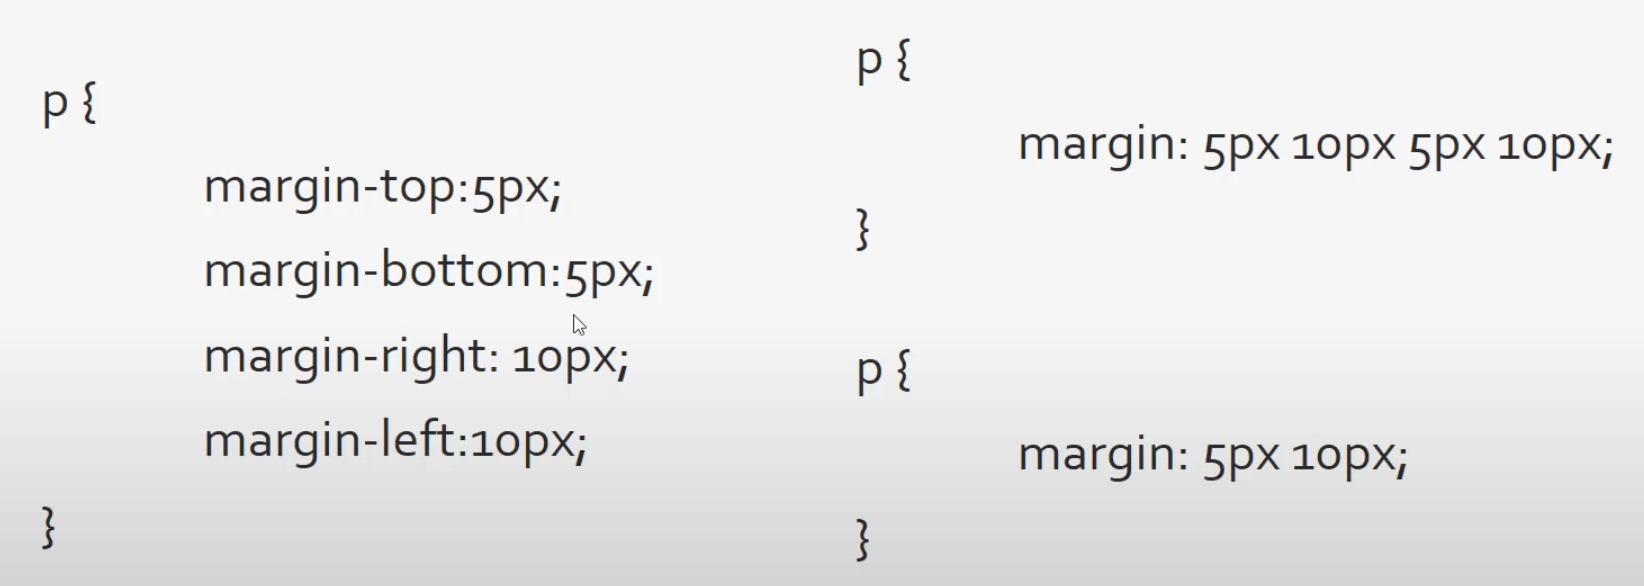 p {
margin-top:5px;
margin-bottom:5px;
margin-right: 10px;
margin-left:10px;
}
p {
margin: 5px 10px 5px 10px;
}
p {
margin: 5px 10px;
}